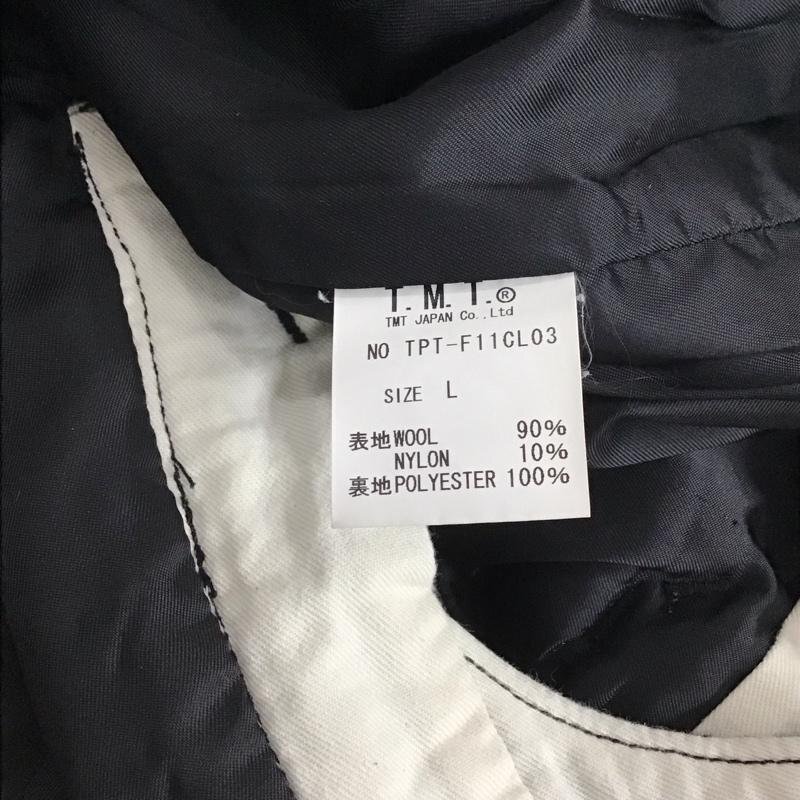 T. M. T.®
TMT JAPAN Co.,Ltd
NO TPT-F11CL03
SIZE L
表地WOOL 90%
NYLON 10%
裏地POLYESTER 100%